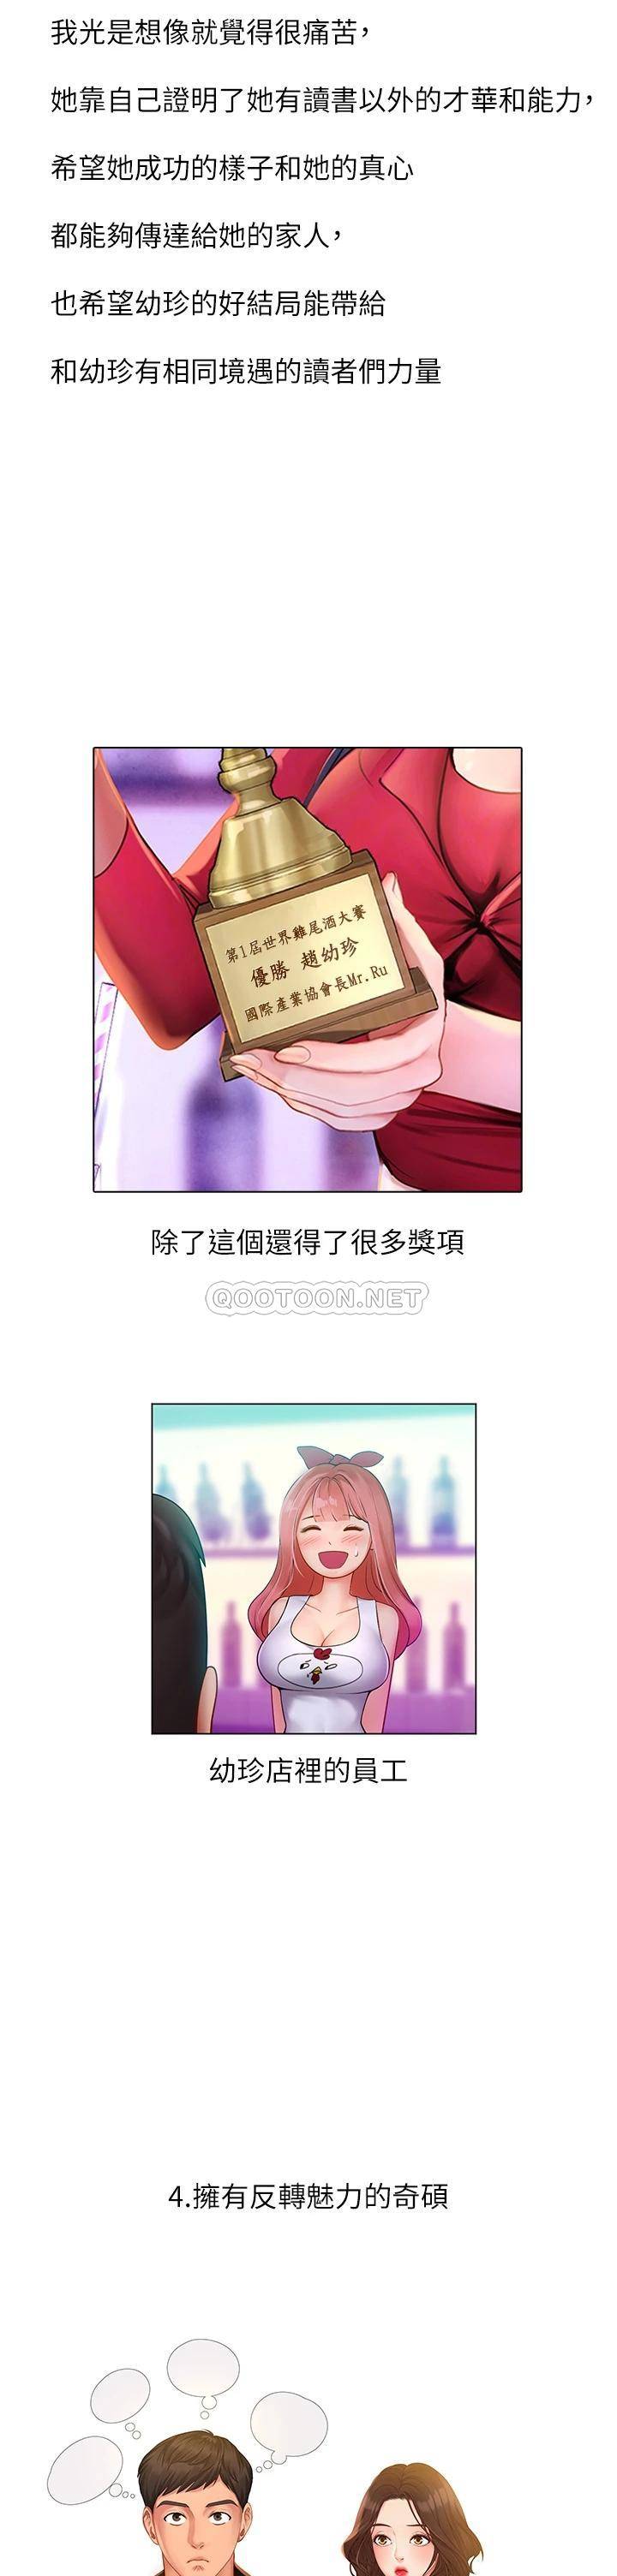 我光是想像就覺得很痛苦，
她靠自己證明了她有讀書以外的才華和能力，
希望她成功的樣子和她的真心
都能夠傳達給她的家人，
也希望幼珍的好結局能帶給
和幼珍有相同境遇的讀者們力量
第1屆世界雞尾酒大賽
優勝 趙幼珍
國際產業協會長Mr.Ru
除了這個還得了很多獎項
QOOTOON.NET
幼珍店裡的員工
4.擁有反轉魅力的奇碩